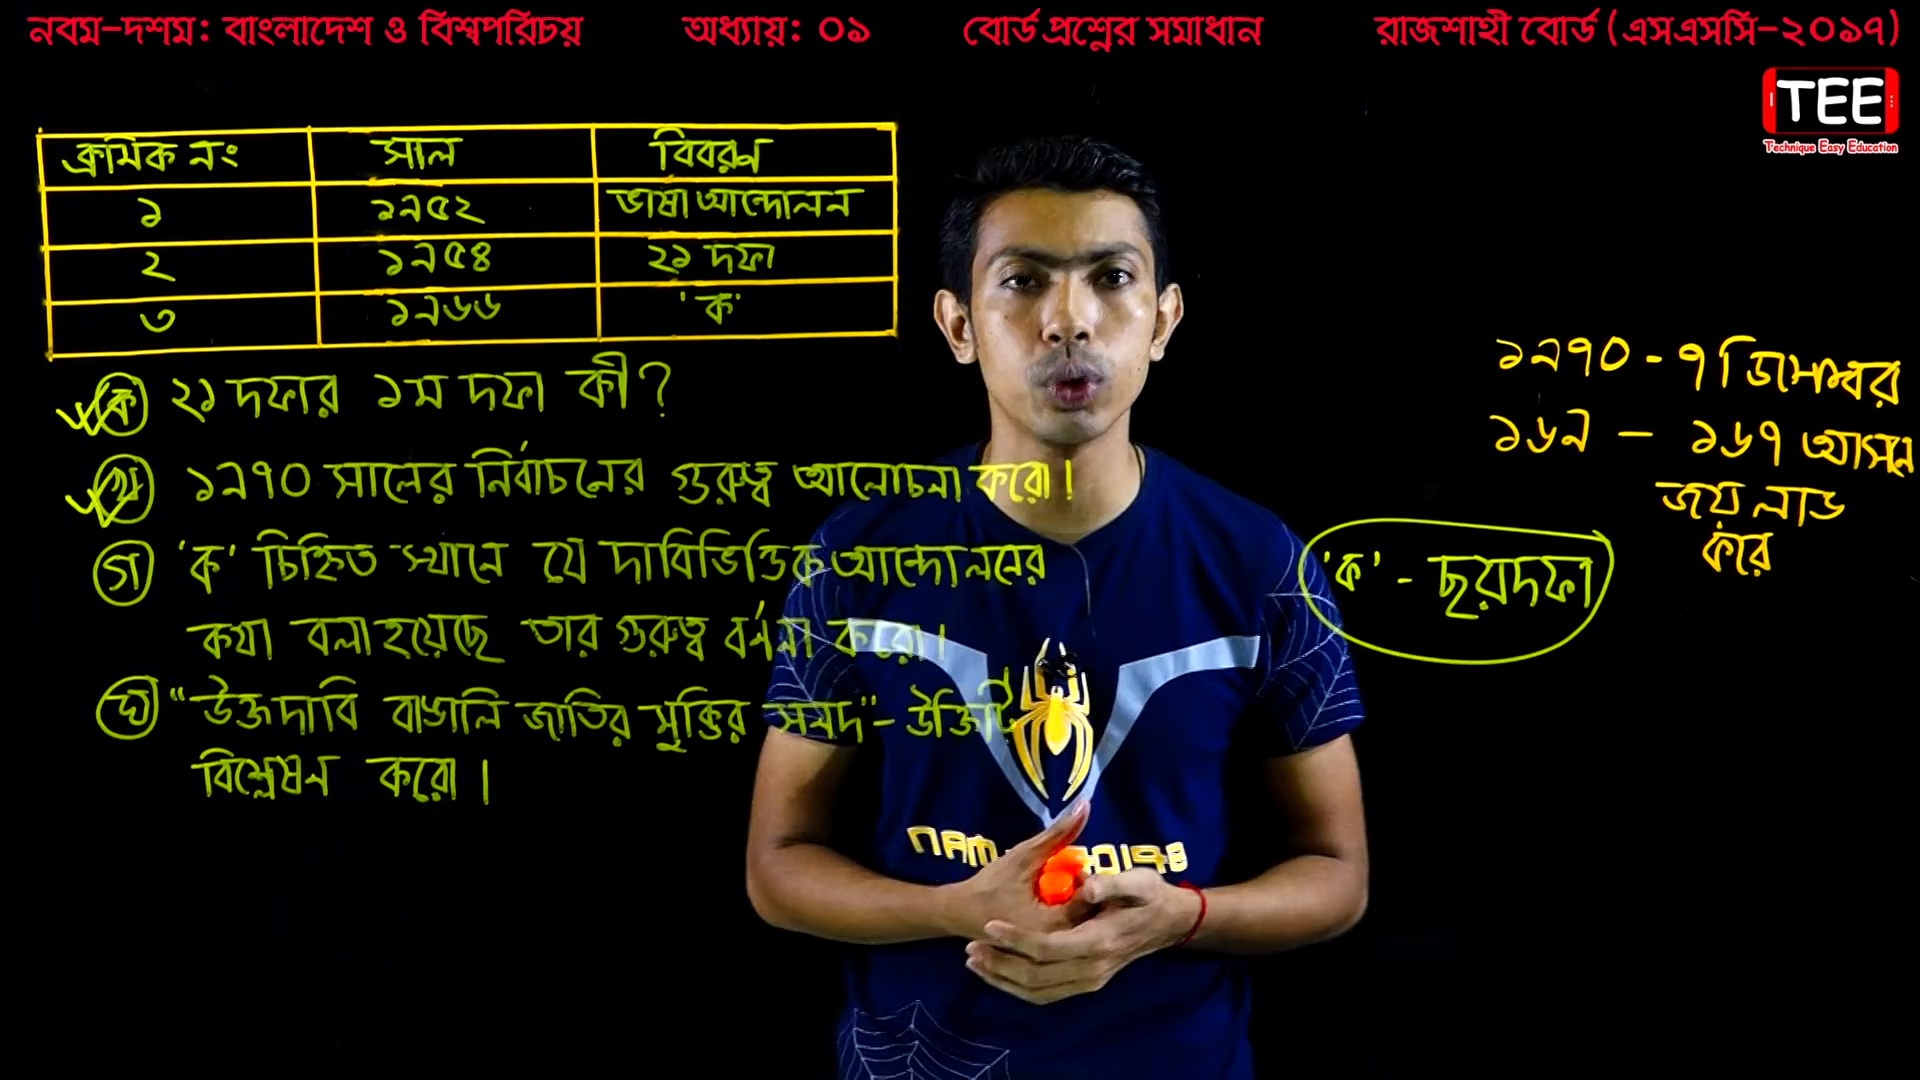 নবম-দশম: বাংলাদেশ ও বিশ্বপরিচয় অধ্যায়: ০১ বোর্ড প্রশ্নের সমাধান রাজশাহী বোর্ড (এসএসসি-২০১৭)
TEE
Technique Easy Education
ক্রমিক নং সাল বিবরণ
১ ১৯৫২ ভাষা আন্দোলন
২ ১৯৫৪ ২১ দফা
৩ ১৯৬৬ 'ক'
ক ২১ দফার ১ম দফা কী?
খ ১৯৭০ সালের নির্বাচনের গুরুত্ব আলোচনা করো।
গ 'ক' চিহ্নিত স্থানে যে দাবিভিত্তিক আন্দোলনের
কথা বলা হয়েছে তার গুরুত্ব বর্ণনা করো।
ঘ "উক্ত দাবি বাঙালি জাতির মুক্তির সনদ"- উক্তিটি
বিশ্লেষন করো।
১৯৭০ - ৭ ডিসেম্বর
১৬৯ - ১৬৭ আসন
জয় লাভ
করে
'ক' - ছয়দফা